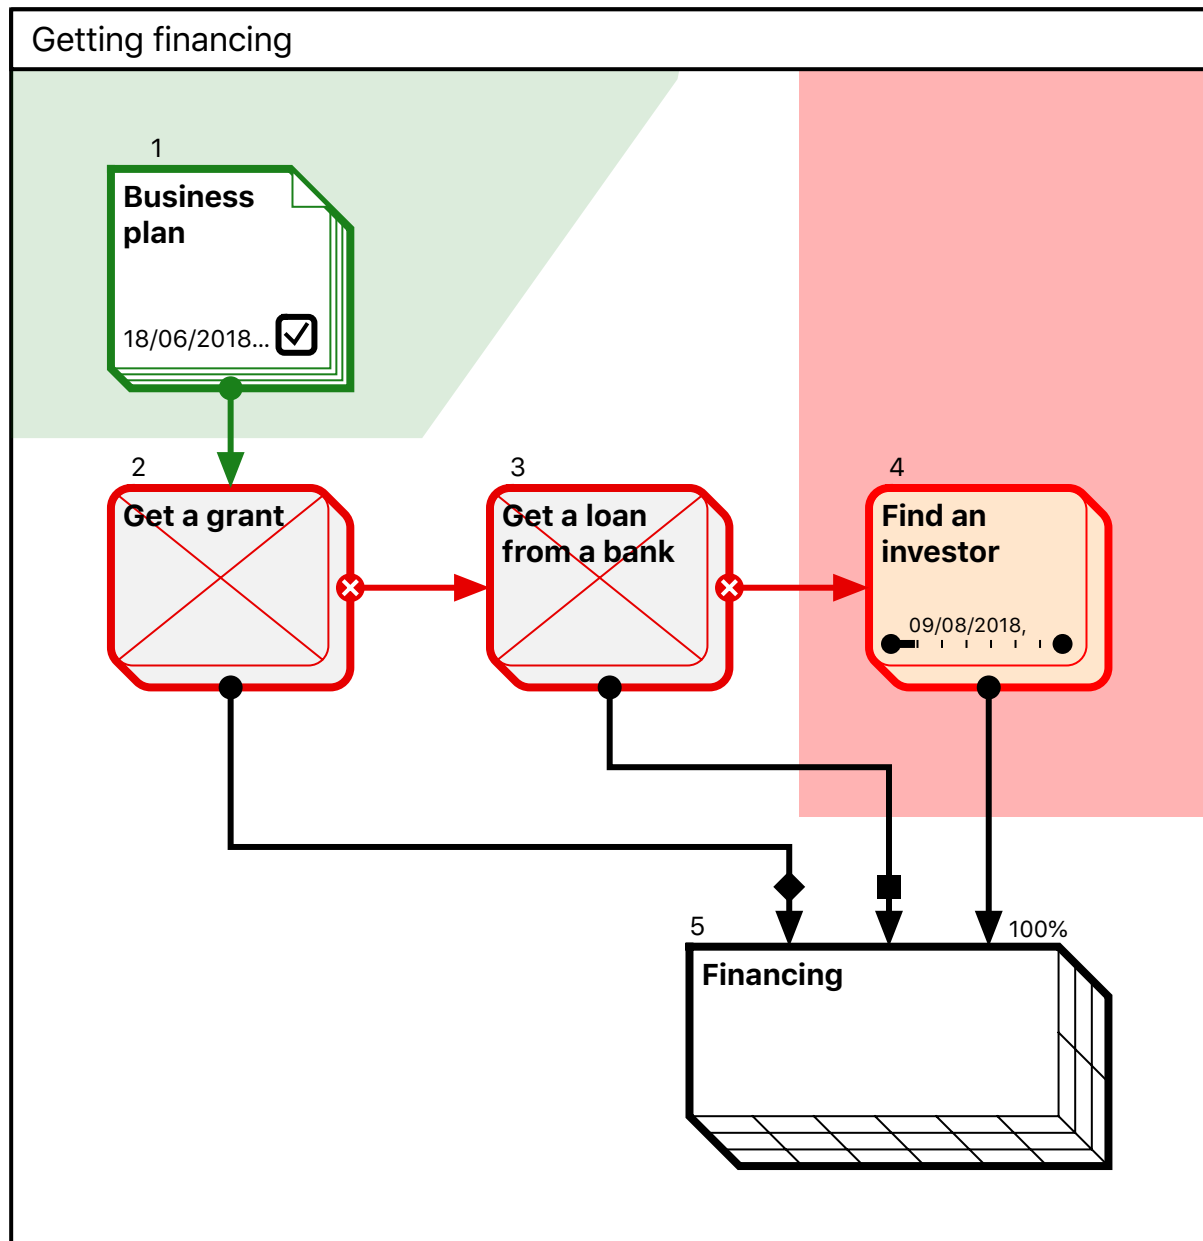 Getting financing
1
Business
plan
18/06/2018...
2
Get a grant
3
Get a loan
from a bank
4
Find an
investor
09/08/2018,
5
100%
Financing